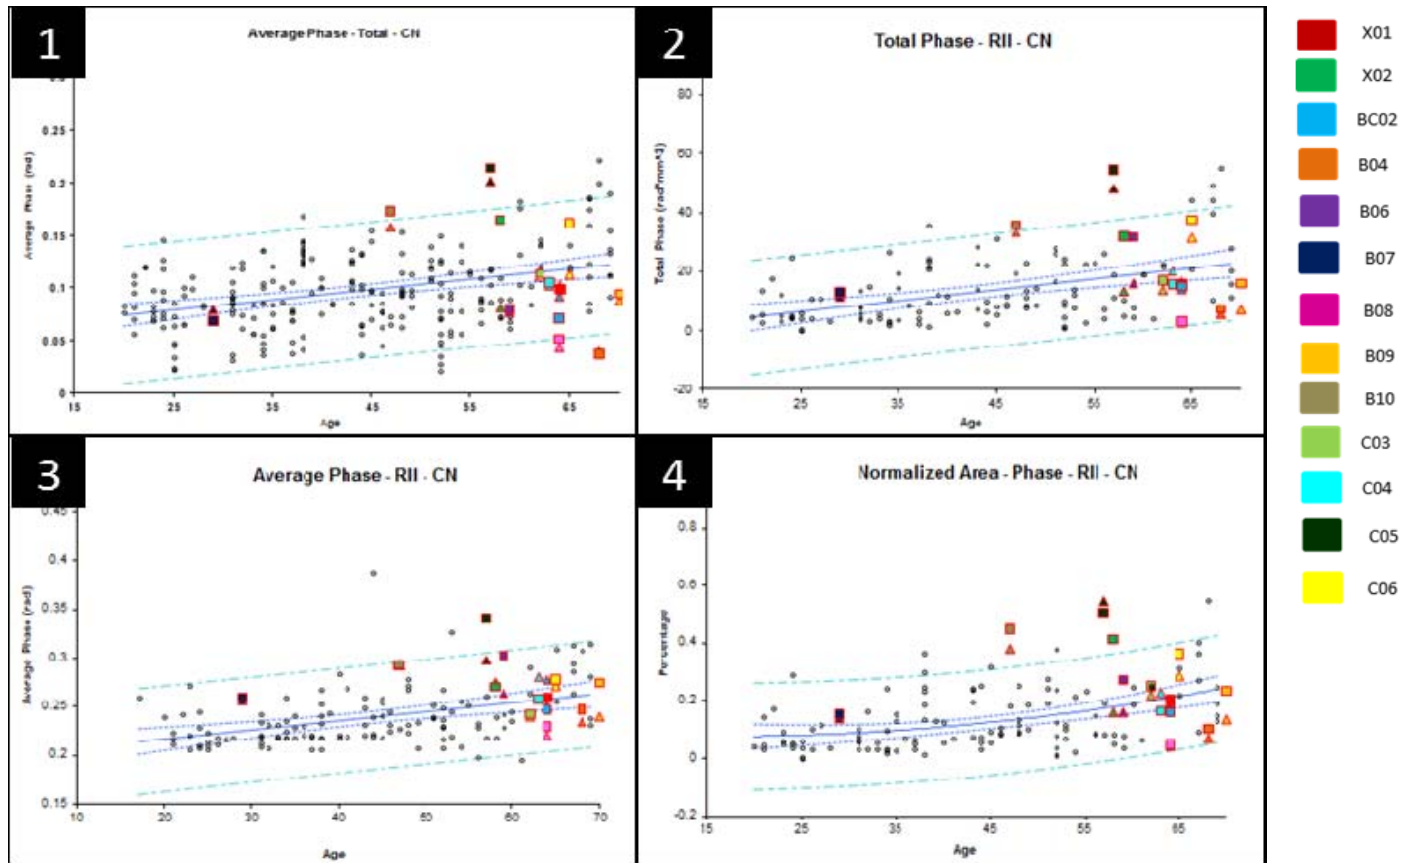 1
Average Phase - Total - CN
0.25
0.2
0.15
0.1
0.05
0
Average Phase (rad)
15
25
35
45
55
65
Age
2
Total Phase - RII - CN
80
60
40
20
0
-20
Total Phase (rad*mm^3)
15
25
35
45
55
65
Age
3
Average Phase - RII - CN
0.45
0.4
0.35
0.3
0.25
0.2
0.15
Average Phase (rad)
10
20
30
40
50
60
70
Age
4
Normalized Area - Phase - RII - CN
0.8
0.6
0.4
0.2
0
-0.2
Percentage
15
25
35
45
55
65
Age
X01
X02
BC02
B04
B06
B07
B08
B09
B10
C03
C04
C05
C06